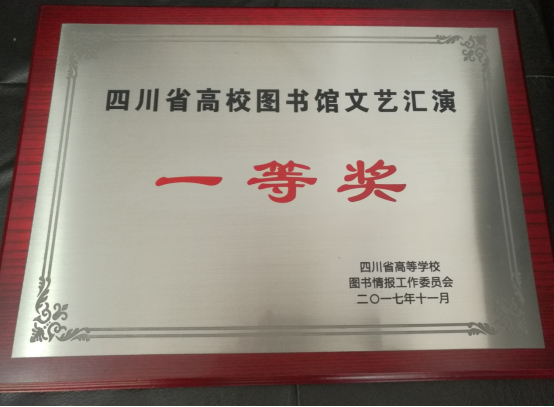 四川省高校图书馆文艺汇演
一等奖
四川省高等学校
图书情报工作委员会
二〇一七年十一月